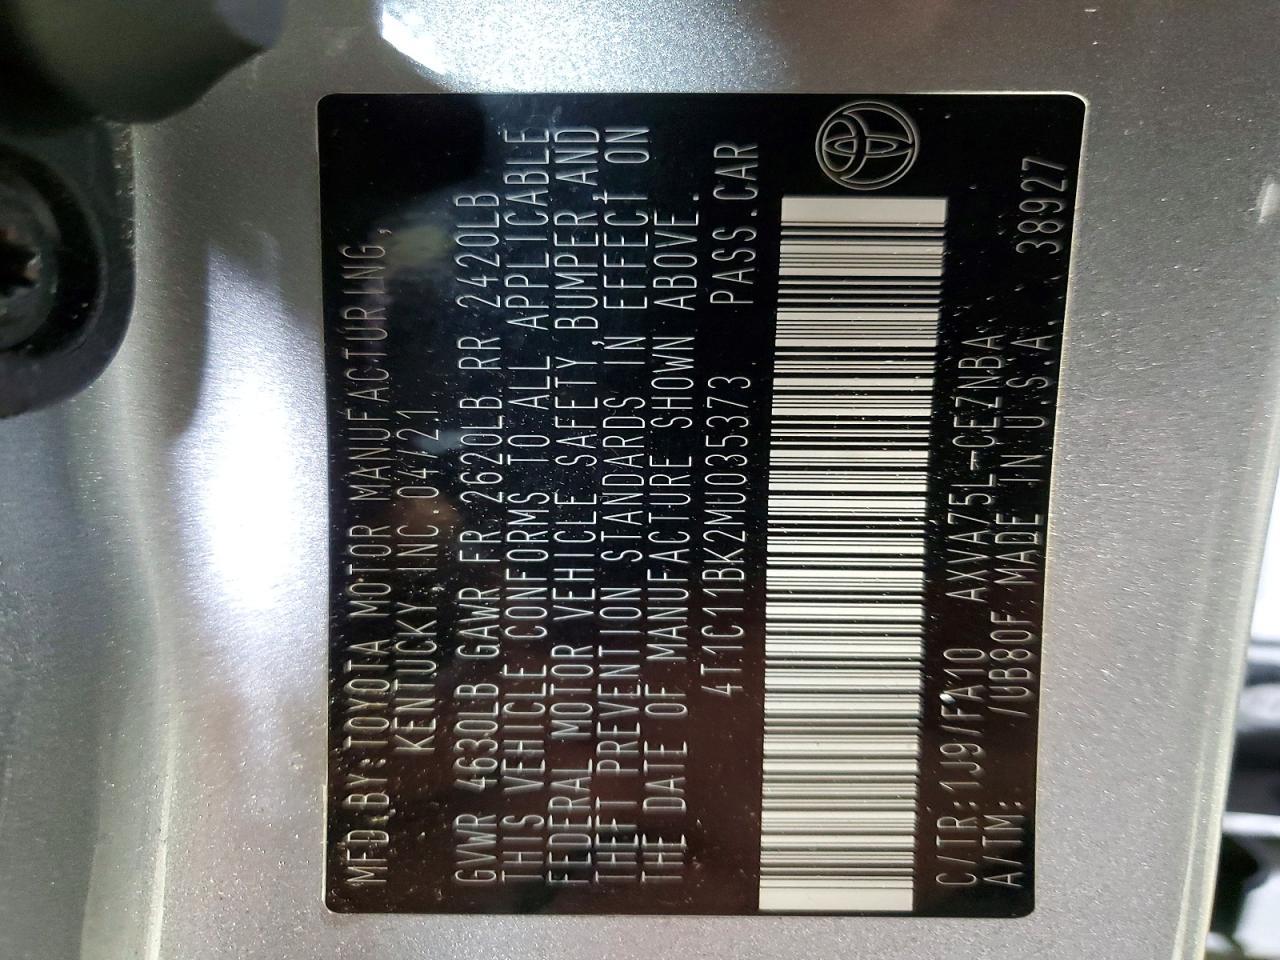 MFD.BY:TOYOTA MOTOR MANUFACTURING,
KENTUCKY, INC. 04/21
GVWR 4630LB GAWR FR 2620LB RR 2420LB
THIS VEHICLE CONFORMS TO ALL APPLICABLE
FEDERAL MOTOR VEHICLE SAFETY, BUMPER, AND
THEFT PREVENTION STANDARDS IN EFFECT ON
THE DATE OF MANUFACTURE SHOWN ABOVE.
4T1C11BK2MU035373 PASS.CAR
C/TR:1J9/FA10 AXVA75L-CEZNBA
A/TM: /UB80F MADE IN U.S.A. 38927